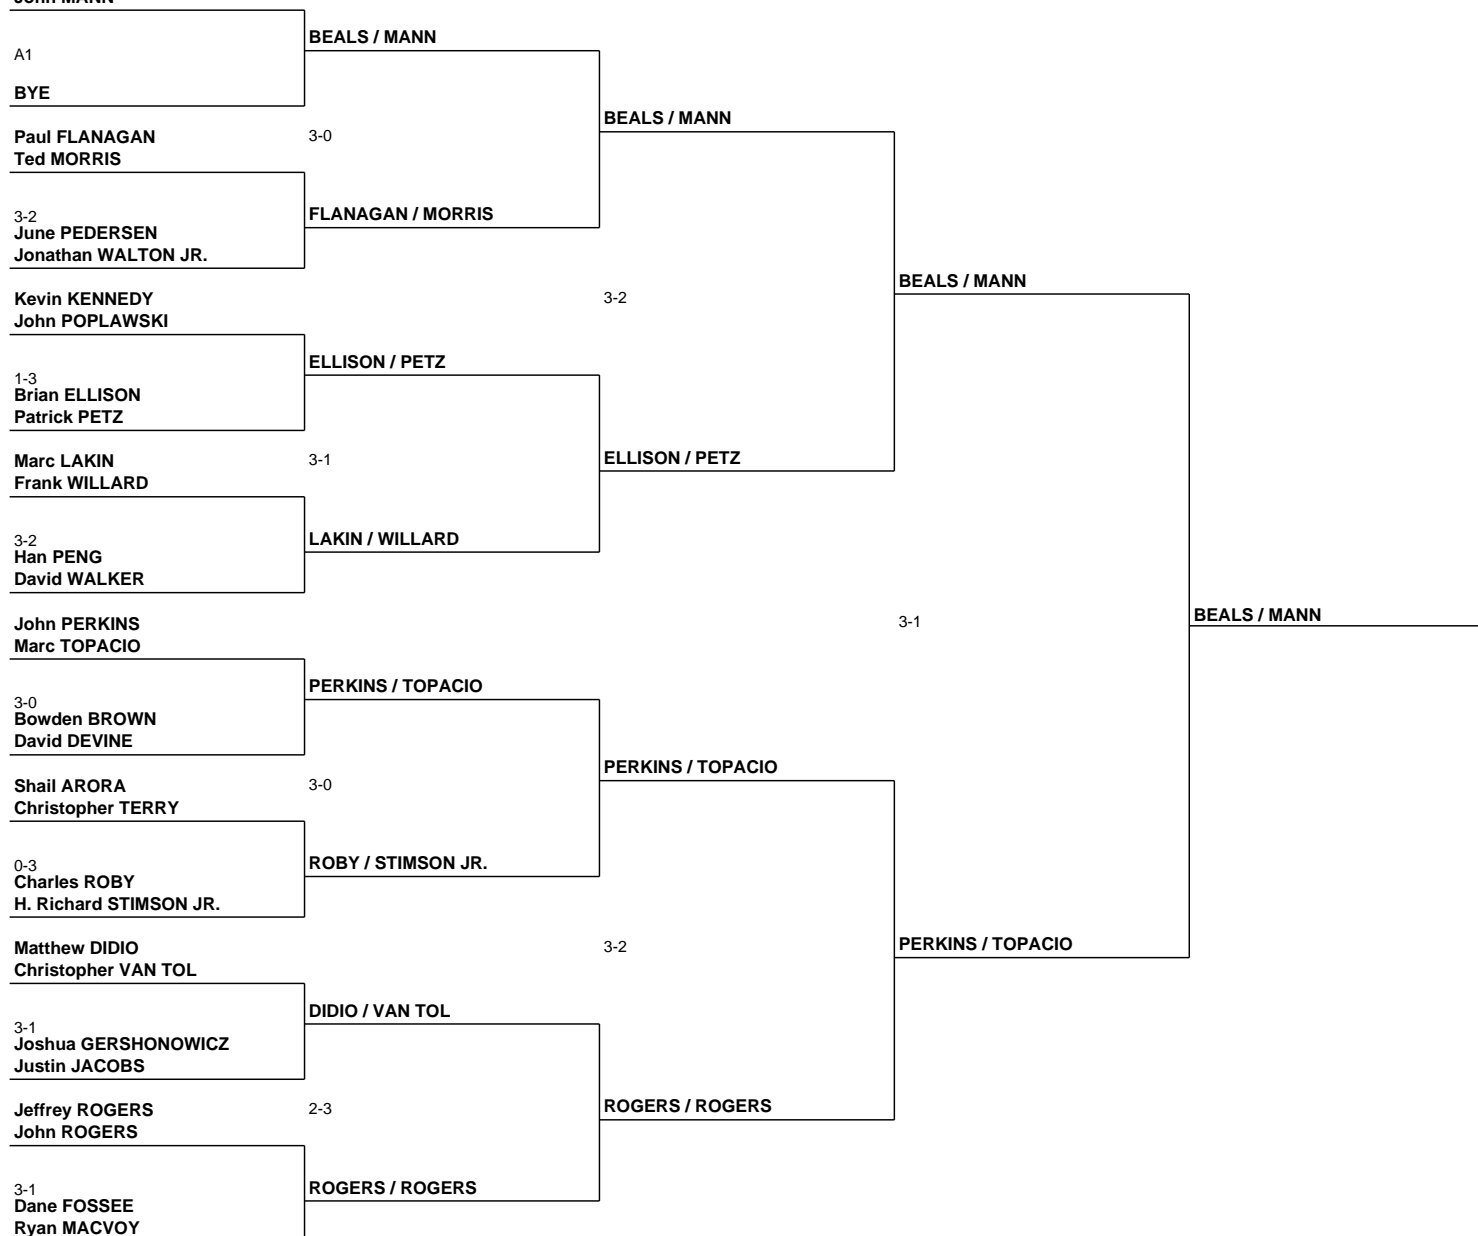 John MANN
A1
BYE
Paul FLANAGAN
Ted MORRIS
3-2
June PEDERSEN
Jonathan WALTON JR.
Kevin KENNEDY
John POPLAWSKI
1-3
Brian ELLISON
Patrick PETZ
Marc LAKIN
Frank WILLARD
3-2
Han PENG
David WALKER
John PERKINS
Marc TOPACIO
3-0
Bowden BROWN
David DEVINE
Shail ARORA
Christopher TERRY
0-3
Charles ROBY
H. Richard STIMSON JR.
Matthew DIDIO
Christopher VAN TOL
3-1
Joshua GERSHONOWICZ
Justin JACOBS
Jeffrey ROGERS
John ROGERS
3-1
Dane FOSSEE
Ryan MACVOY
BEALS / MANN
3-0
FLANAGAN / MORRIS
ELLISON / PETZ
3-1
LAKIN / WILLARD
PERKINS / TOPACIO
3-0
ROBY / STIMSON JR.
DIDIO / VAN TOL
2-3
ROGERS / ROGERS
BEALS / MANN
3-2
ELLISON / PETZ
PERKINS / TOPACIO
3-2
ROGERS / ROGERS
BEALS / MANN
3-1
PERKINS / TOPACIO
BEALS / MANN